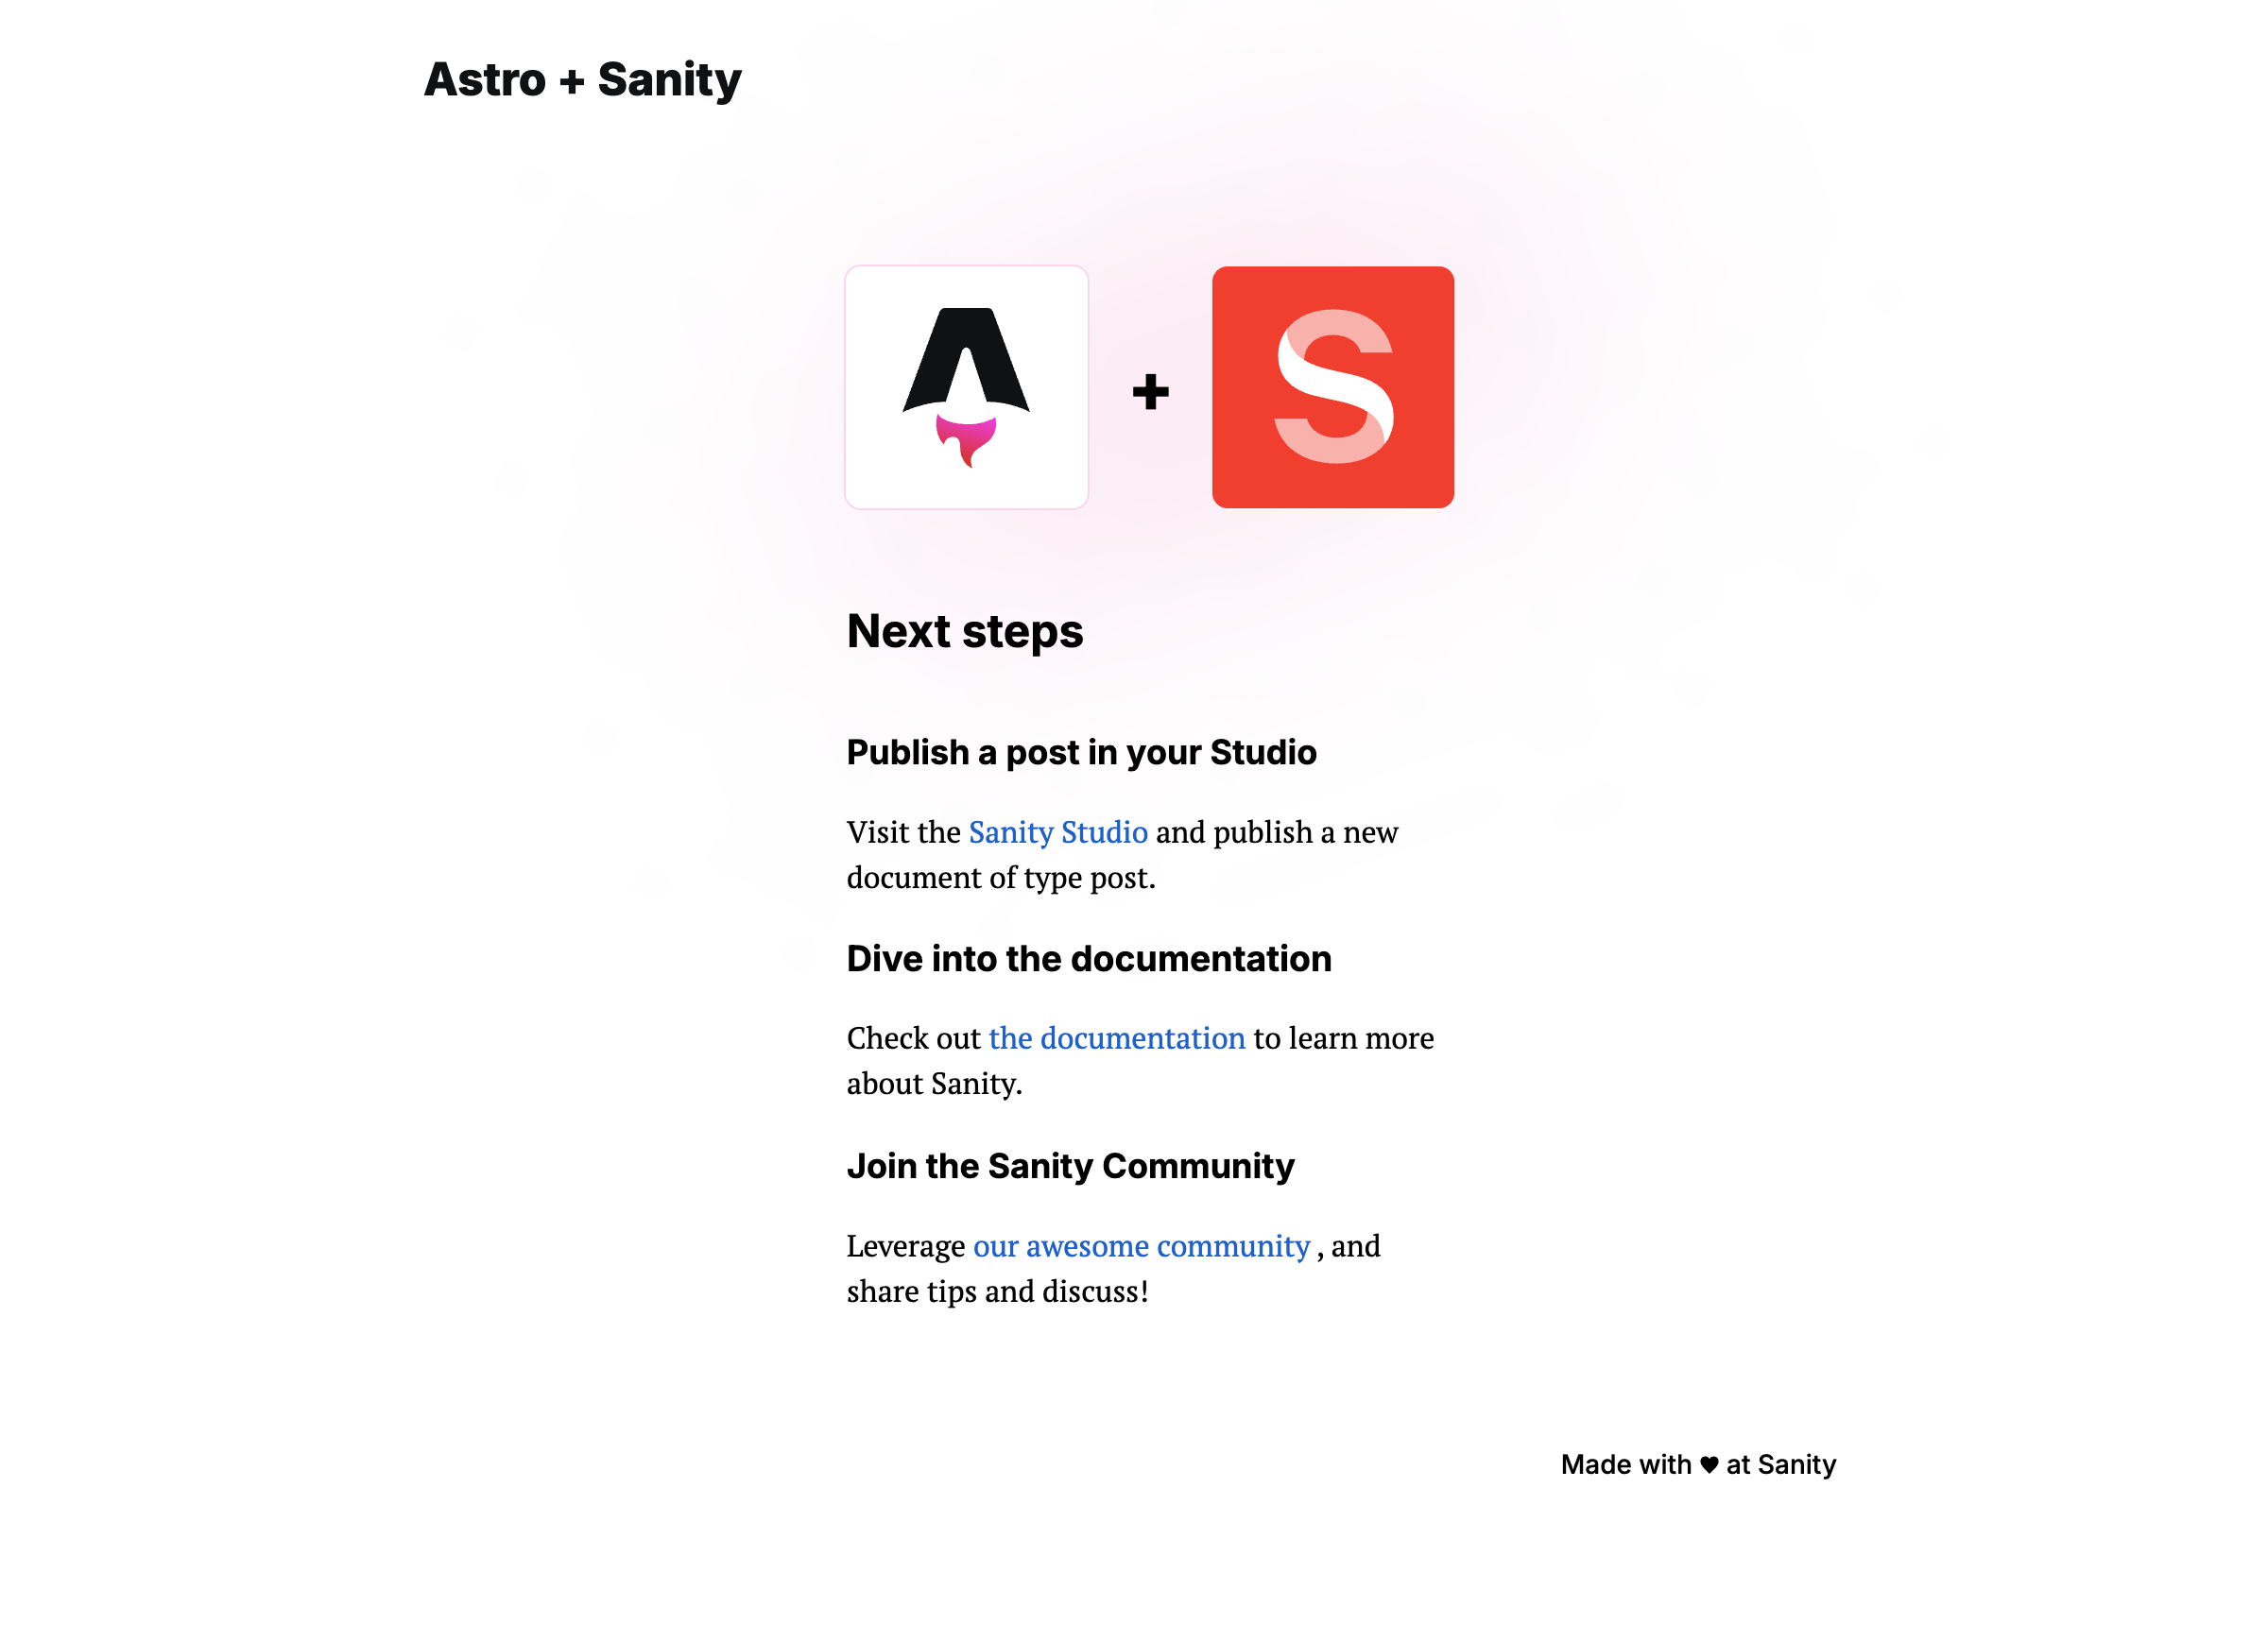 Astro + Sanity
+
Next steps
Publish a post in your Studio
Visit the Sanity Studio and publish a new
document of type post.
Dive into the documentation
Check out the documentation to learn more
about Sanity.
Join the Sanity Community
Leverage our awesome community , and
share tips and discuss!
Made with ♥ at Sanity